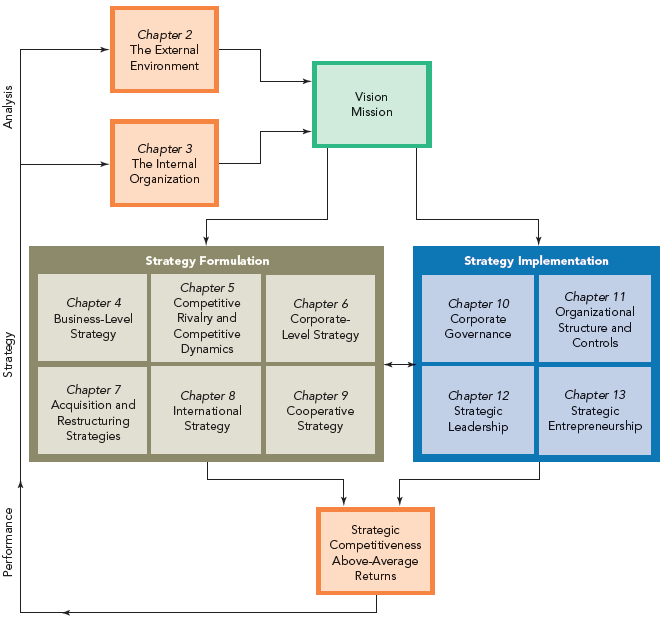 Analysis
Chapter 2
The External
Environment
Chapter 3
The Internal
Organization
Vision
Mission
Strategy
Strategy Formulation
Chapter 4
Business-Level
Strategy
Chapter 5
Competitive
Rivalry and
Competitive
Dynamics
Chapter 6
Corporate-
Level Strategy
Chapter 7
Acquisition and
Restructuring
Strategies
Chapter 8
International
Strategy
Chapter 9
Cooperative
Strategy
Strategy Implementation
Chapter 10
Corporate
Governance
Chapter 11
Organizational
Structure and
Controls
Chapter 12
Strategic
Leadership
Chapter 13
Strategic
Entrepreneurship
Performance
Strategic
Competitiveness
Above-Average
Returns